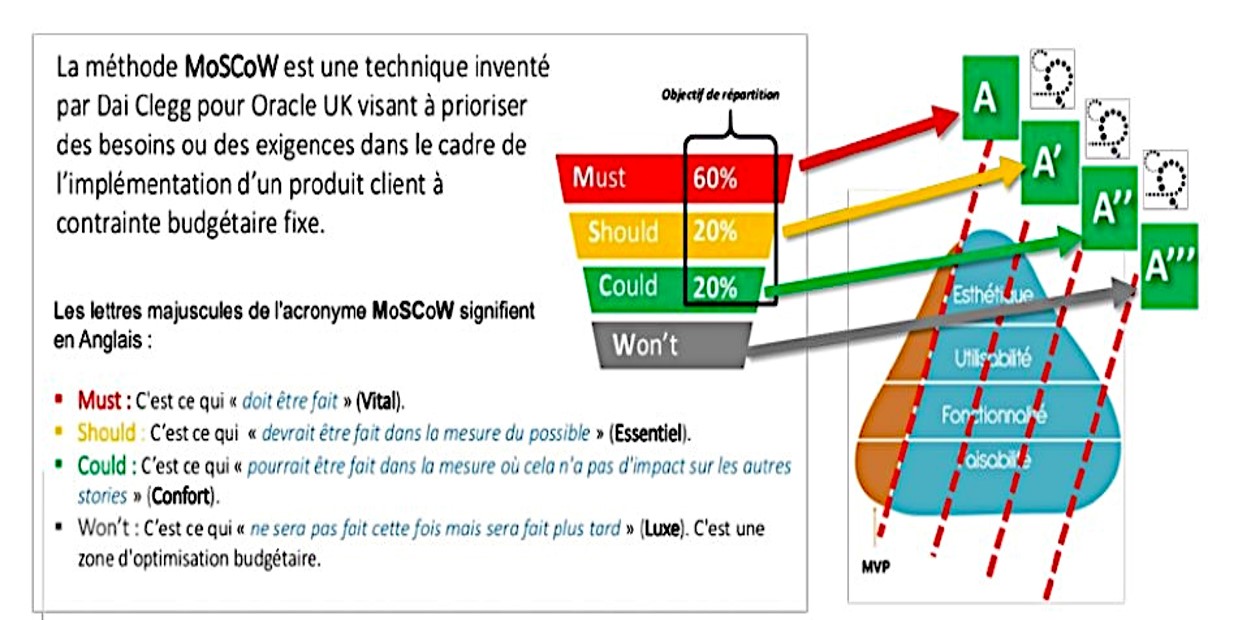 La méthode MoSCoW est une technique inventé
par Dai Clegg pour Oracle UK visant à prioriser
des besoins ou des exigences dans le cadre de
l'implémentation d'un produit client à
contrainte budgétaire fixe.
Objectif de répartition
Must 60%
Should 20%
Could 20%
Won't
Les lettres majuscules de l'acronyme MoSCoW signifient
en Anglais :
▪ Must : C'est ce qui « doit être fait » (Vital).
▪ Should : C'est ce qui « devrait être fait dans la mesure du possible » (Essentiel).
▪ Could : C'est ce qui « pourrait être fait dans la mesure où cela n'a pas d'impact sur les autres
stories » (Confort).
▪ Won't : C'est ce qui « ne sera pas fait cette fois mais sera fait plus tard » (Luxe). C'est une
zone d'optimisation budgétaire.
A
A'
A''
A'''
Esthétique
Utilisabilité
MVP